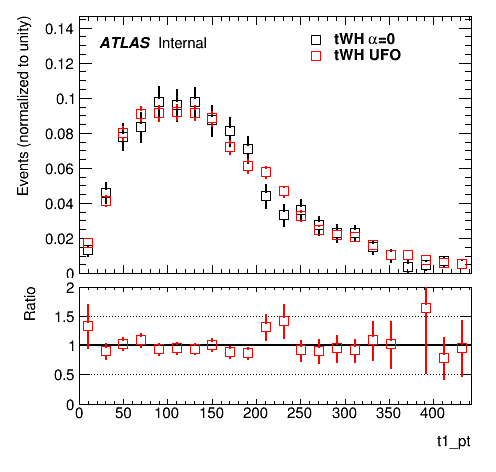 ATLAS Internal
tWH α=0
tWH UFO
Events (normalized to unity)
0.14
0.12
0.1
0.08
0.06
0.04
0.02
0
Ratio
2
1.5
1
0.5
0
0 50 100 150 200 250 300 350 400
t1_pt